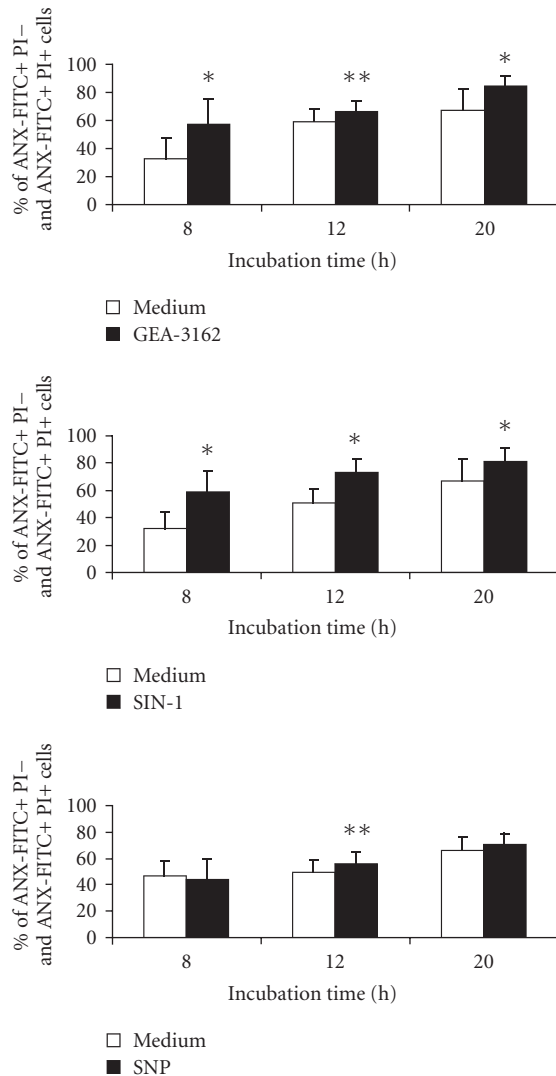 % of ANX-FITC+ PI−
and ANX-FITC+ PI+ cells
100
80
60
40
20
0
* ** *
8 12 20
Incubation time (h)
Medium
GEA-3162
% of ANX-FITC+ PI−
and ANX-FITC+ PI+ cells
100
80
60
40
20
0
* * *
8 12 20
Incubation time (h)
Medium
SIN-1
% of ANX-FITC+ PI−
and ANX-FITC+ PI+ cells
100
80
60
40
20
0
**
8 12 20
Incubation time (h)
Medium
SNP